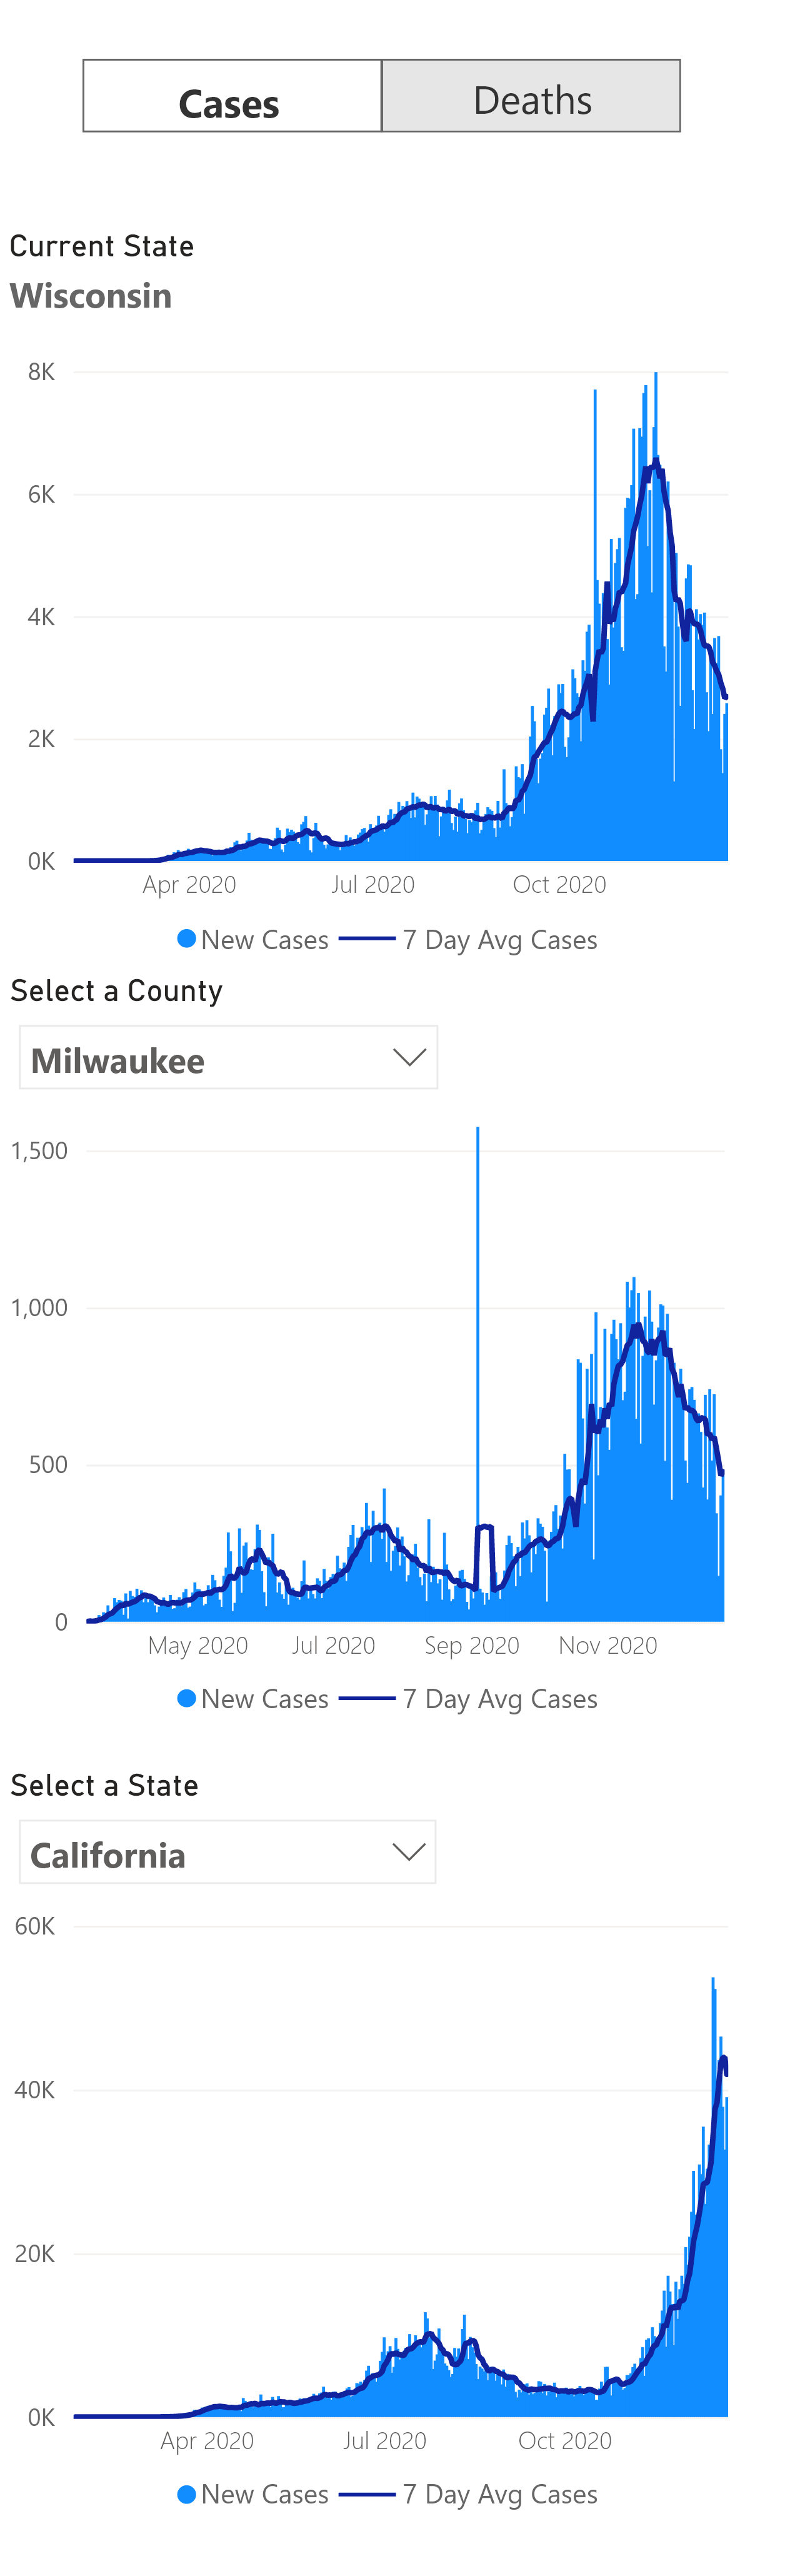 Cases Deaths
Current State
Wisconsin
8K
6K
4K
2K
0K
Apr 2020 Jul 2020 Oct 2020
New Cases 7 Day Avg Cases
Select a County
Milwaukee
1,500
1,000
500
0
May 2020 Jul 2020 Sep 2020 Nov 2020
New Cases 7 Day Avg Cases
Select a State
California
60K
40K
20K
0K
Apr 2020 Jul 2020 Oct 2020
New Cases 7 Day Avg Cases